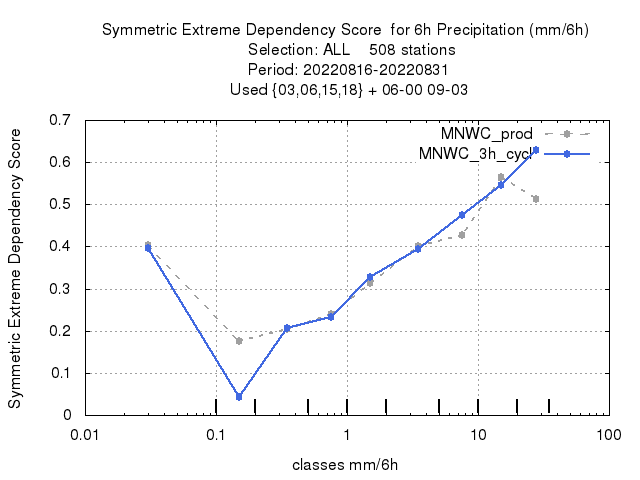 Symmetric Extreme Dependency Score for 6h Precipitation (mm/6h)
Selection: ALL 508 stations
Period: 20220816-20220831
Used {03,06,15,18} + 06-00 09-03
MNWC_prod
MNWC_3h_cycl
Symmetric Extreme Dependency Score
0.7
0.6
0.5
0.4
0.3
0.2
0.1
0
0.01
0.1
1
10
100
classes mm/6h